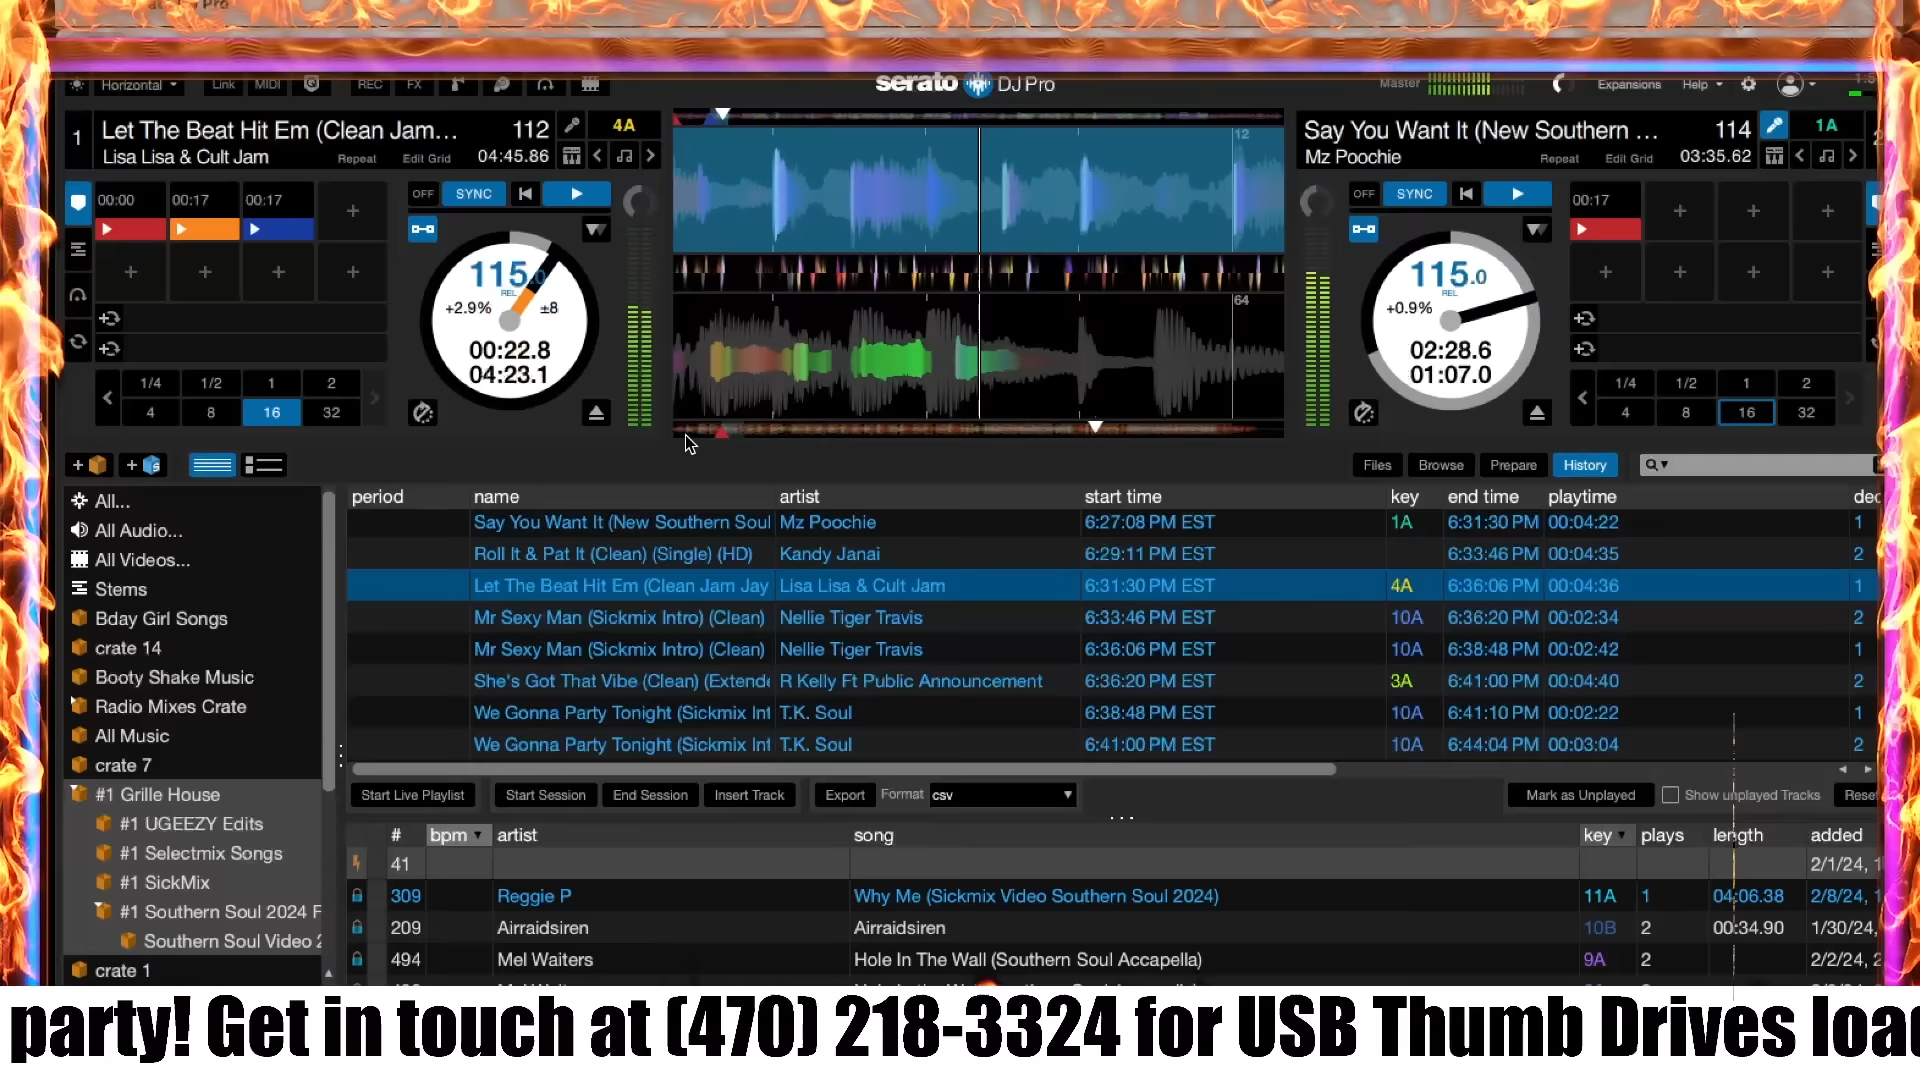 Horizontal Link MIDI REC FX serato DJ Pro Master Expansions Help
1 Let The Beat Hit Em (Clean Jam... 112 4A
Lisa Lisa & Cult Jam Repeat Edit Grid 04:45.86
Say You Want It (New Southern ... 114 1A
Mz Poochie Repeat Edit Grid 03:35.62
00:00 00:17 00:17
OFF SYNC
115.0
REL
+2.9% ±8
00:22.8
04:23.1
1/4 1/2 1 2
4 8 16 32
12
64
OFF SYNC
115.0
REL
+0.9%
02:28.6
01:07.0
00:17
1/4 1/2 1 2
4 8 16 32
Files Browse Prepare History
All...
All Audio...
All Videos...
Stems
Bday Girl Songs
crate 14
Booty Shake Music
Radio Mixes Crate
All Music
crate 7
#1 Grille House
#1 UGEEZY Edits
#1 Selectmix Songs
#1 SickMix
#1 Southern Soul 2024 F
Southern Soul Video 2
crate 1
period name artist start time key end time playtime dec
Say You Want It (New Southern Soul Mz Poochie 6:27:08 PM EST 1A 6:31:30 PM 00:04:22 1
Roll It & Pat It (Clean) (Single) (HD) Kandy Janai 6:29:11 PM EST 6:33:46 PM 00:04:35 2
Let The Beat Hit Em (Clean Jam Jay Lisa Lisa & Cult Jam 6:31:30 PM EST 4A 6:36:06 PM 00:04:36 1
Mr Sexy Man (Sickmix Intro) (Clean) Nellie Tiger Travis 6:33:46 PM EST 10A 6:36:20 PM 00:02:34 2
Mr Sexy Man (Sickmix Intro) (Clean) Nellie Tiger Travis 6:36:06 PM EST 10A 6:38:48 PM 00:02:42 1
She's Got That Vibe (Clean) (Extende R Kelly Ft Public Announcement 6:36:20 PM EST 3A 6:41:00 PM 00:04:40 2
We Gonna Party Tonight (Sickmix Int T.K. Soul 6:38:48 PM EST 10A 6:41:10 PM 00:02:22 1
We Gonna Party Tonight (Sickmix Int T.K. Soul 6:41:00 PM EST 10A 6:44:04 PM 00:03:04 2
Start Live Playlist Start Session End Session Insert Track Export Format csv Mark as Unplayed Show unplayed Tracks Reset
# bpm artist song key plays length added
41 2/1/24, 1
309 Reggie P Why Me (Sickmix Video Southern Soul 2024) 11A 1 04:06.38 2/8/24, 1
209 Airraidsiren Airraidsiren 10B 2 00:34.90 1/30/24,
494 Mel Waiters Hole In The Wall (Southern Soul Accapella) 9A 2 2/2/24, 2
party! Get in touch at (470) 218-3324 for USB Thumb Drives loa